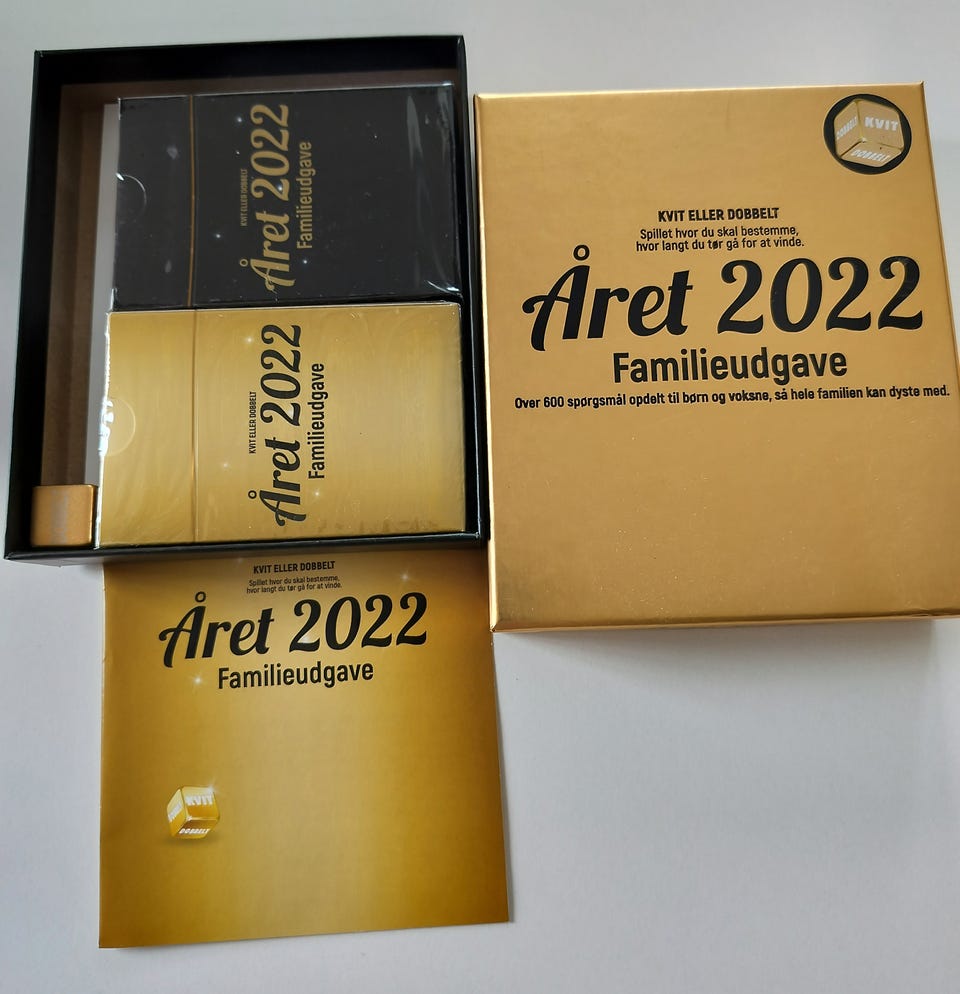 KVIT ELLER DOBBELT
Året 2022
Familieudgave
KVIT ELLER DOBBELT
Året 2022
Familieudgave
DOBBELT
KVIT
DOBBELT
KVIT ELLER DOBBELT
Spillet hvor du skal bestemme,
hvor langt du tør gå for at vinde.
Året 2022
Familieudgave
Over 600 spørgsmål opdelt til børn og voksne, så hele familien kan dyste med.
KVIT ELLER DOBBELT
Spillet hvor du skal bestemme,
hvor langt du tør gå for at vinde.
Året 2022
Familieudgave
KVIT
DOBBELT